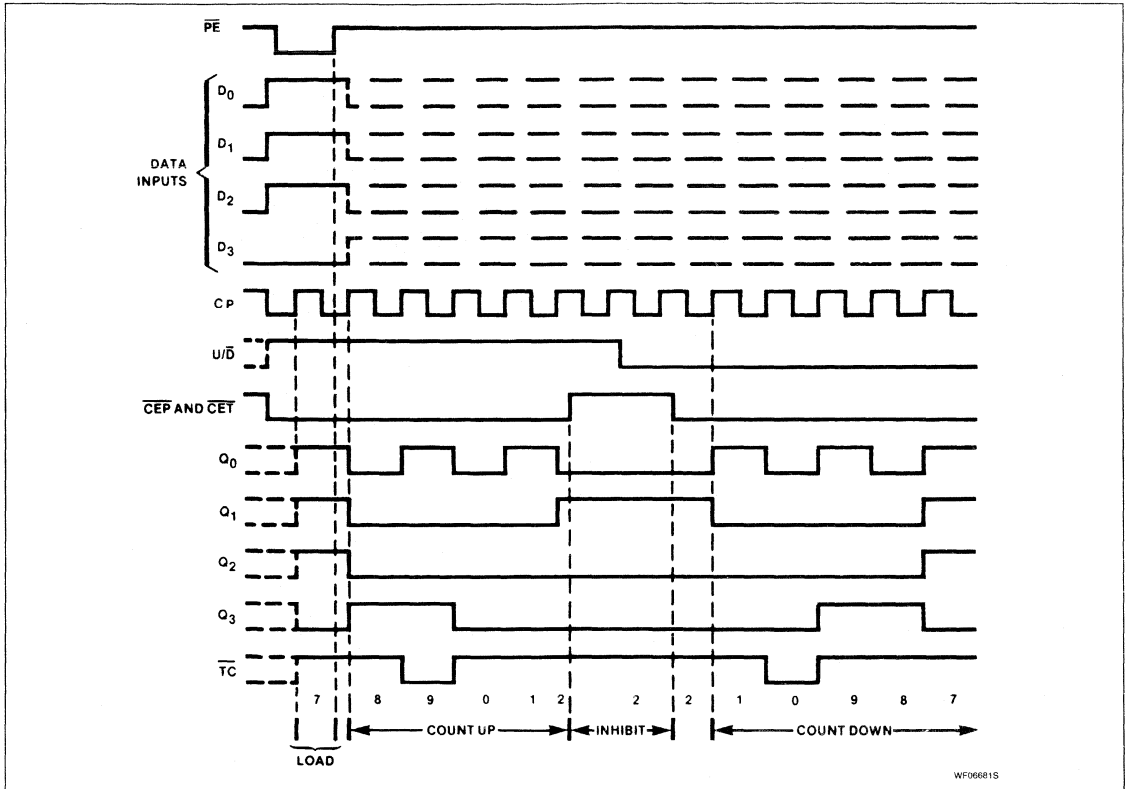 PE
D0
D1
DATA
INPUTS
D2
D3
CP
U/D
CEP AND CET
Q0
Q1
Q2
Q3
TC
7 8 9 0 1 2 2 2 1 0 9 8 7
COUNT UP INHIBIT COUNT DOWN
LOAD
WF06681S